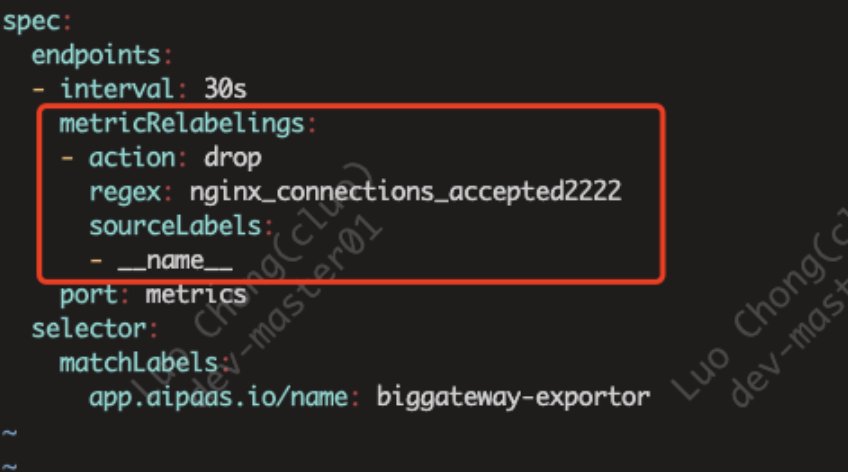 spec:
  endpoints:
  - interval: 30s
    metricRelabelings:
    - action: drop
      regex: nginx_connections_accepted2222
      sourceLabels:
      - __name__
    port: metrics
  selector:
    matchLabels:
      app.aipaas.io/name: biggateway-exportor
~
~
Luo Chong(cluo)
dev-master01
Luo Chong(c
dev-mast